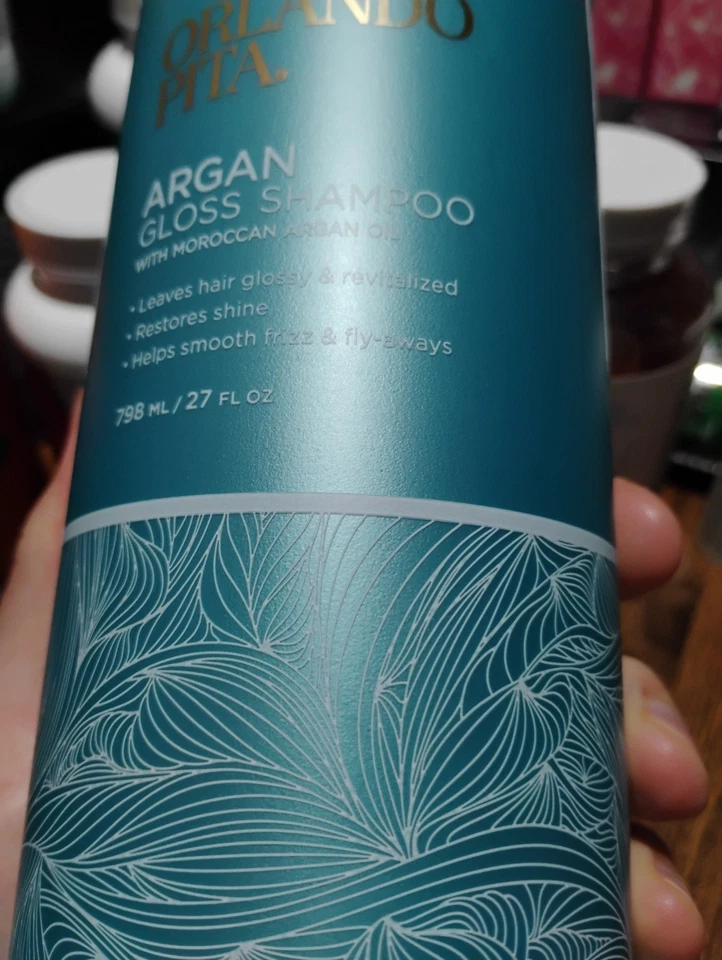 ORLANDO
PITA.
ARGAN
GLOSS SHAMPOO
WITH MOROCCAN ARGAN OIL
• Leaves hair glossy & revitalized
• Restores shine
• Helps smooth frizz & fly-aways
798 ML / 27 FL OZ